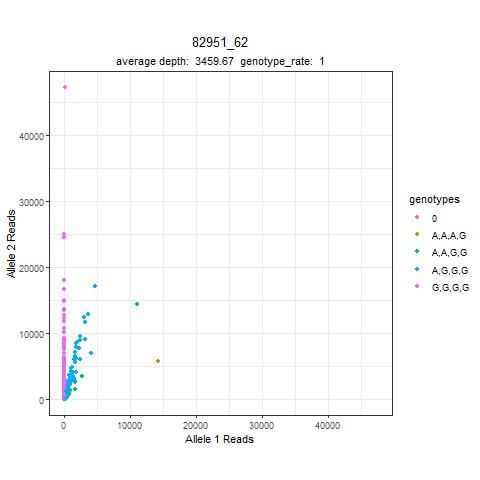 82951_62
average depth:  3459.67  genotype_rate:  1
40000
30000
20000
10000
0
Allele 2 Reads
0 10000 20000 30000 40000
Allele 1 Reads
genotypes
0
A,A,A,G
A,A,G,G
A,G,G,G
G,G,G,G